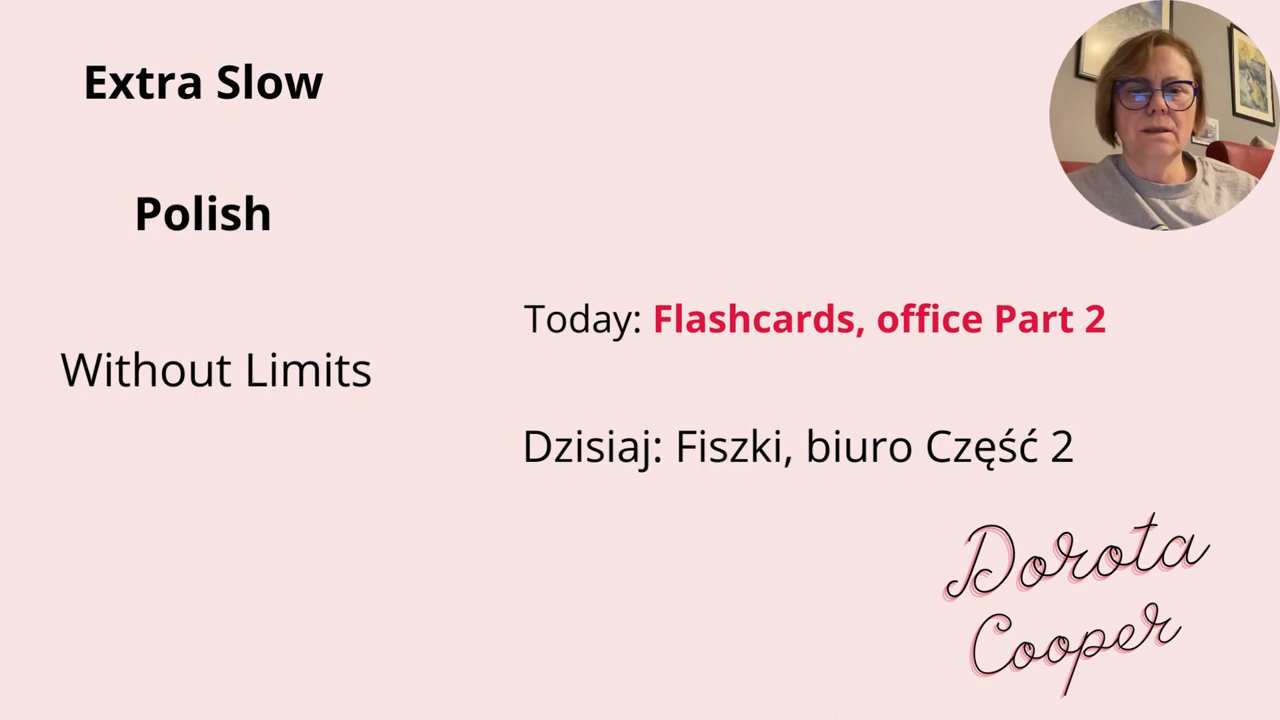 Extra Slow
Polish
Without Limits
Today: Flashcards, office Part 2
Dzisiaj: Fiszki, biuro Część 2
Dorota
Cooper